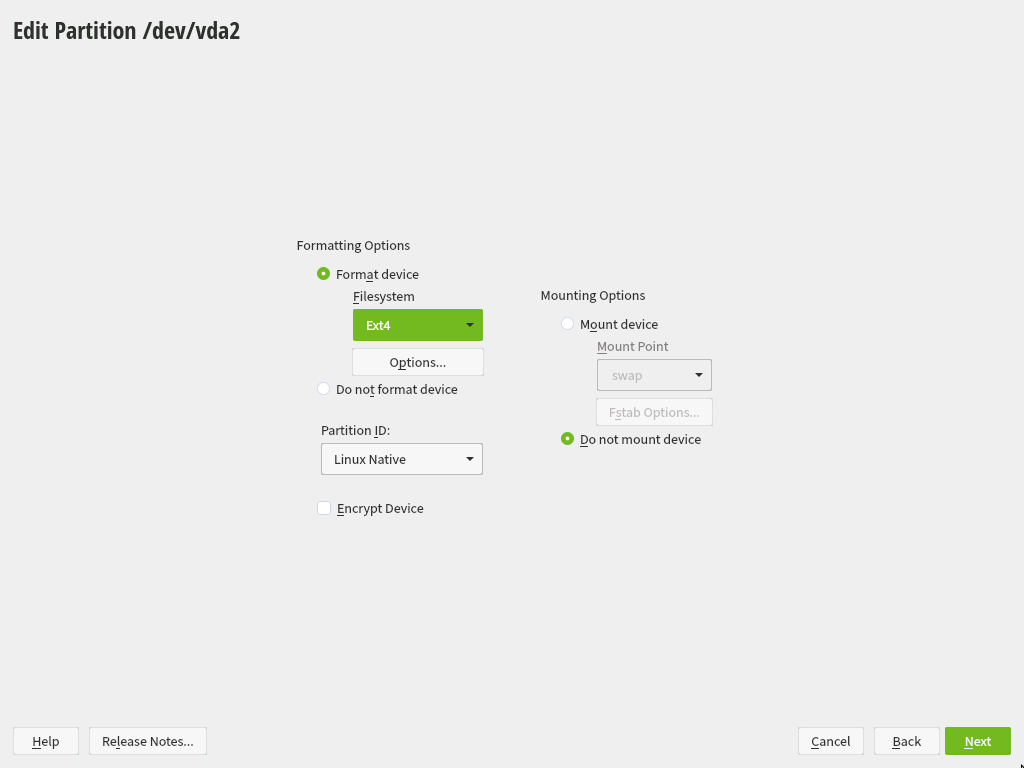 Edit Partition /dev/vda2
Formatting Options
Format device
Filesystem
Ext4
Options...
Do not format device
Partition ID:
Linux Native
Encrypt Device
Mounting Options
Mount device
Mount Point
swap
Fstab Options...
Do not mount device
Help
Release Notes...
Cancel
Back
Next